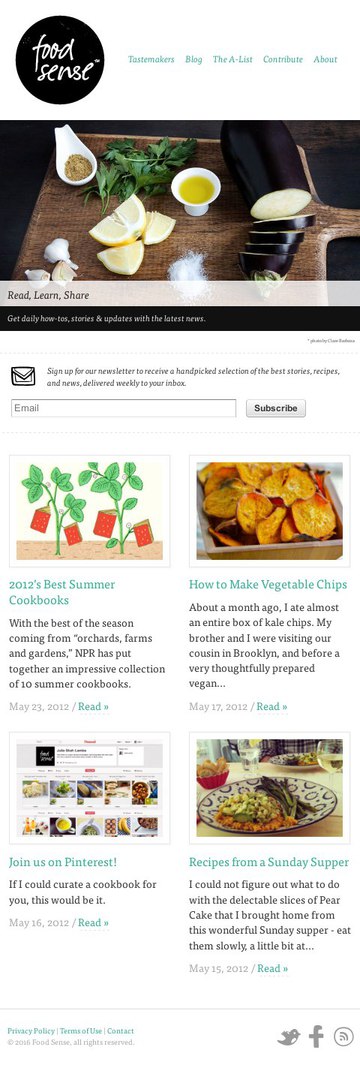 food
sense™
Tastemakers Blog The A-List Contribute About
Read, Learn, Share
Get daily how-tos, stories & updates with the latest news.
Sign up for our newsletter to receive a handpicked selection of the best stories, recipes,
and news, delivered weekly to your inbox.
Email Subscribe
2012's Best Summer
Cookbooks
With the best of the season
coming from “orchards, farms
and gardens,” NPR has put
together an impressive collection
of 10 summer cookbooks.
May 23, 2012 / Read »
How to Make Vegetable Chips
About a month ago, I ate almost
an entire box of kale chips. My
brother and I were visiting our
cousin in Brooklyn, and before a
very thoughtfully prepared
vegan...
May 17, 2012 / Read »
food
sense
Join us on Pinterest!
If I could curate a cookbook for
you, this would be it.
May 16, 2012 / Read »
Recipes from a Sunday Supper
I could not figure out what to do
with the delectable slices of Pear
Cake that I brought home from
this wonderful Sunday supper - eat
them slowly, a little bit at...
May 15, 2012 / Read »
Privacy Policy | Terms of Use | Contact
© 2016 Food Sense, all rights reserved.